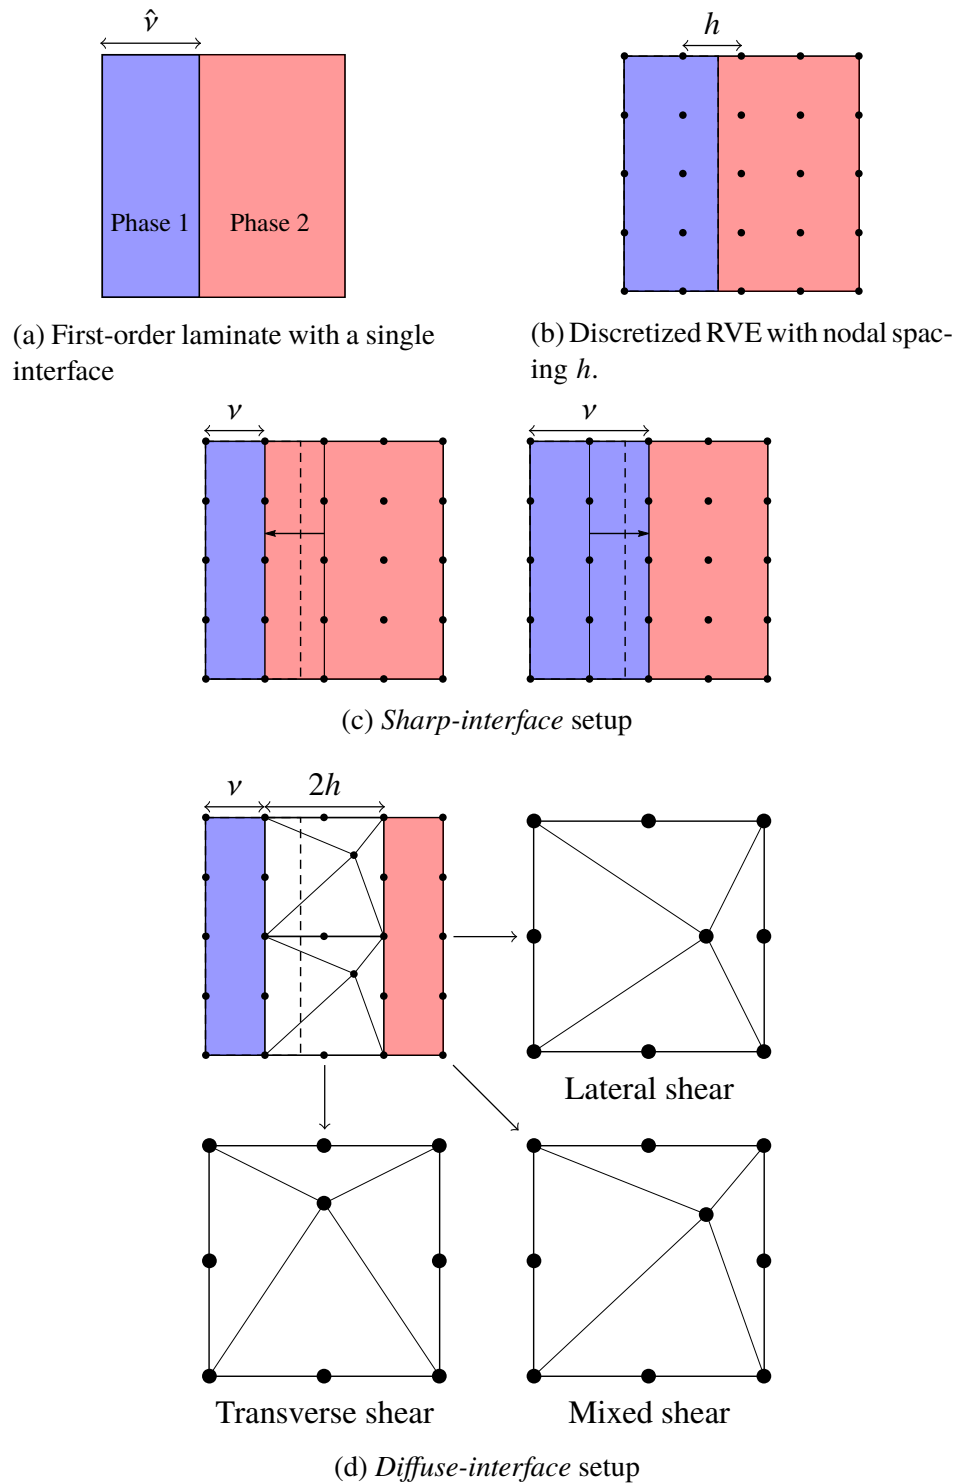 ν̂
h
Phase 1
Phase 2
(a) First-order laminate with a single
interface
(b) Discretized RVE with nodal spac-
ing h.
ν
ν
(c) Sharp-interface setup
ν
2h
Lateral shear
Transverse shear
Mixed shear
(d) Diffuse-interface setup